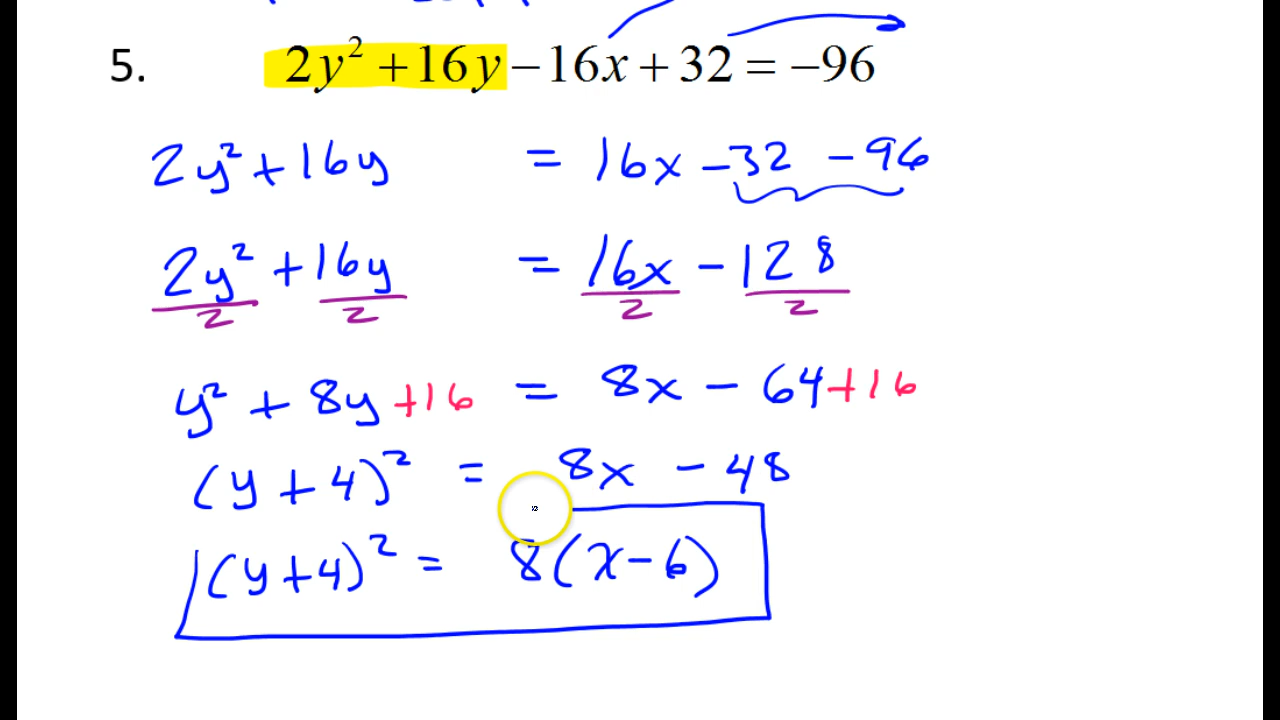 5. 2y² + 16y − 16x + 32 = −96
2y² + 16y = 16x − 32 − 96
2y² + 16y = 16x − 128
2 2 2 2
y² + 8y + 16 = 8x − 64 + 16
(y + 4)² = 8x − 48
(y + 4)² = 8(x − 6)